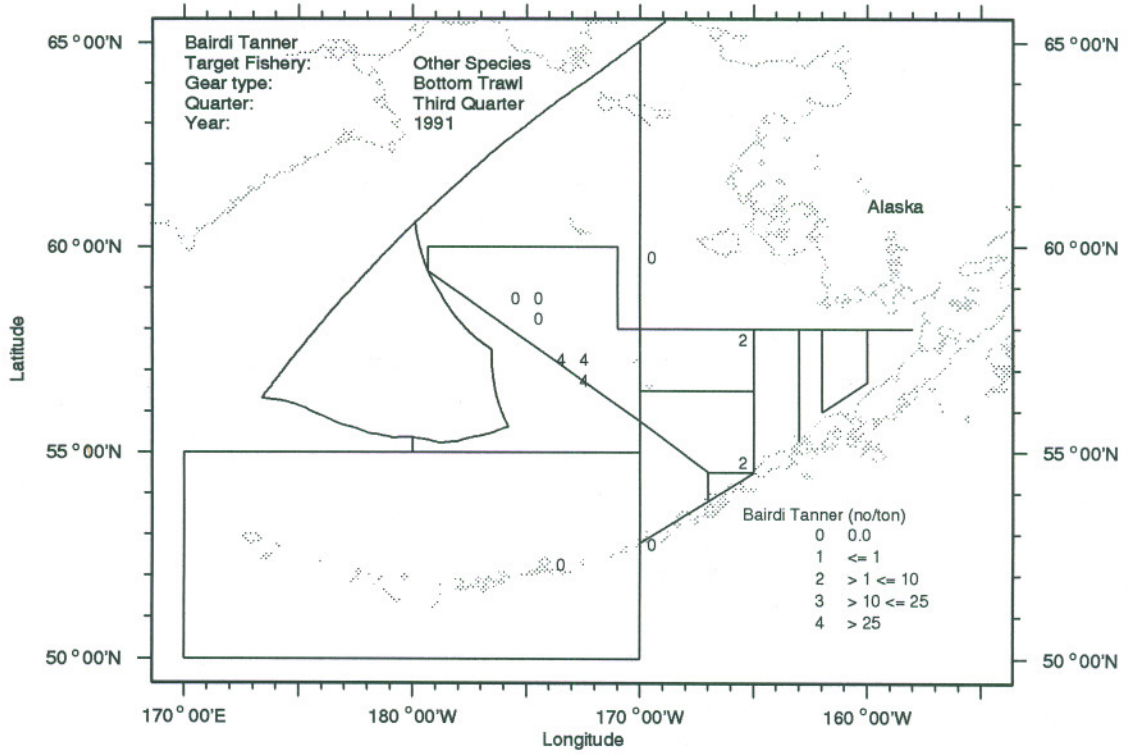 65 °00'N
65 °00'N
Bairdi Tanner
Target Fishery: Other Species
Gear type: Bottom Trawl
Quarter: Third Quarter
Year: 1991
Alaska
60 °00'N
60 °00'N
0
0 0
0
2
4 4
4
Latitude
55 °00'N
55 °00'N
2
Bairdi Tanner (no/ton)
0 0.0
1 <= 1
2 > 1 <= 10
3 > 10 <= 25
4 > 25
0
0
50 °00'N
50 °00'N
170 °00'E
180 °00'W
170 °00'W
160 °00'W
Longitude